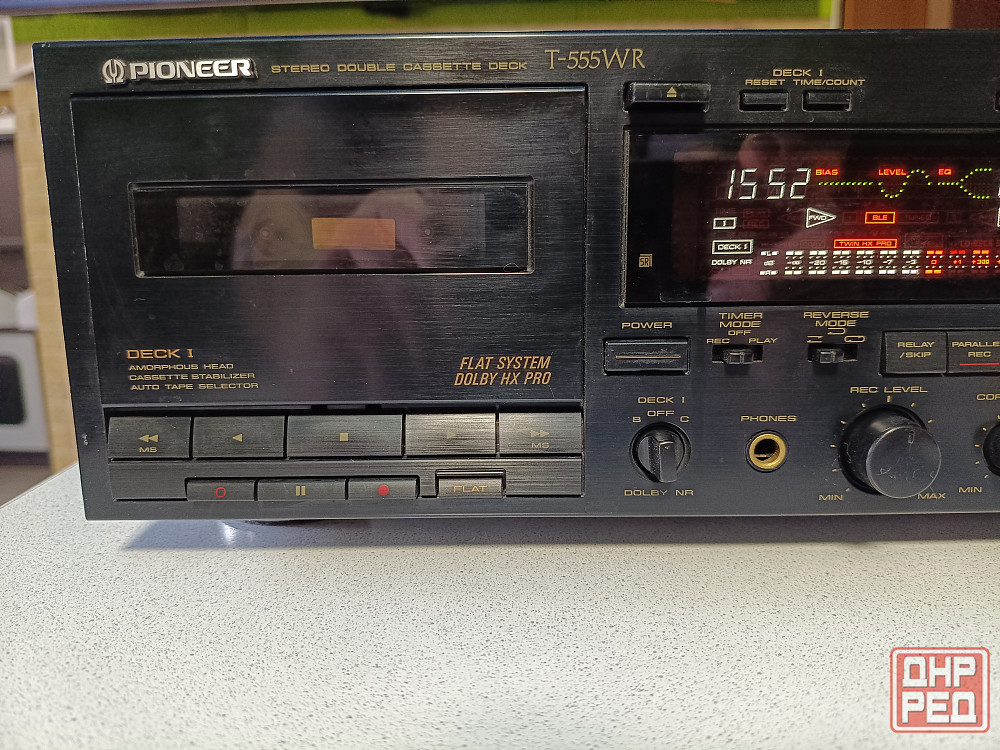 PIONEER STEREO DOUBLE CASSETTE DECK T-555WR
DECK I
RESET TIME/COUNT
1552 BIAS LEVEL EQ
FWD BLE
DECK I TWIN HX PRO
DOLBY NR
DECK I
AMORPHOUS HEAD
CASSETTE STABILIZER
AUTO TAPE SELECTOR
FLAT SYSTEM
DOLBY HX PRO
MS
MS
FLAT
POWER
TIMER
MODE
OFF
REC PLAY
REVERSE
MODE
RELAY
/SKIP
PARALLE
REC
DECK I
B OFF C
DOLBY NR
PHONES
REC LEVEL
MIN MAX
MIN
ДНР
РЕД